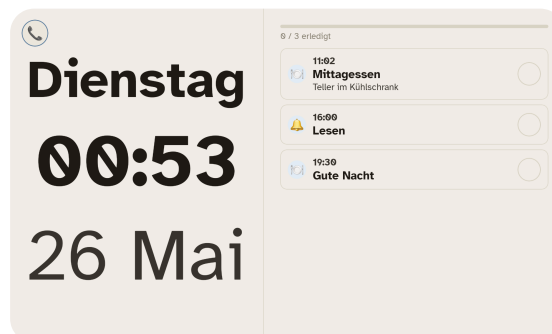 Dienstag
00:53
26 Mai
0 / 3 erledigt
11:02
Mittagessen
Teller im Kühlschrank
16:00
Lesen
19:30
Gute Nacht